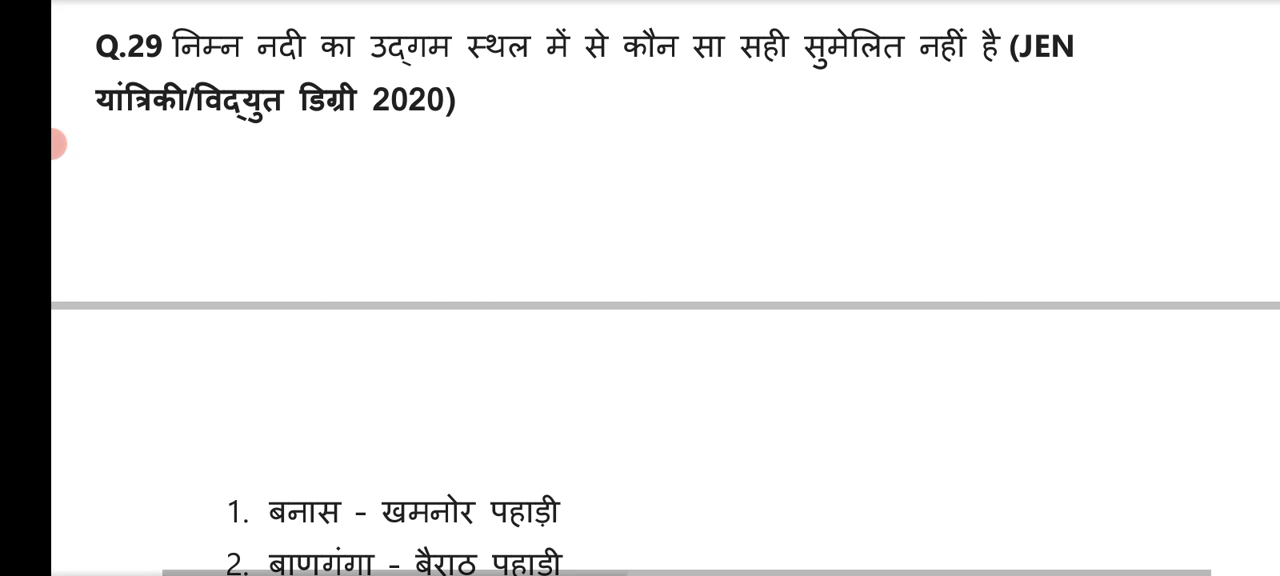 Q.29 निम्न नदी का उद्गम स्थल में से कौन सा सही सुमेलित नहीं है (JEN
यांत्रिकी/विद्युत डिग्री 2020)
1. बनास - खमनोर पहाड़ी
2. बाणगंगा - बैराठ पहाड़ी